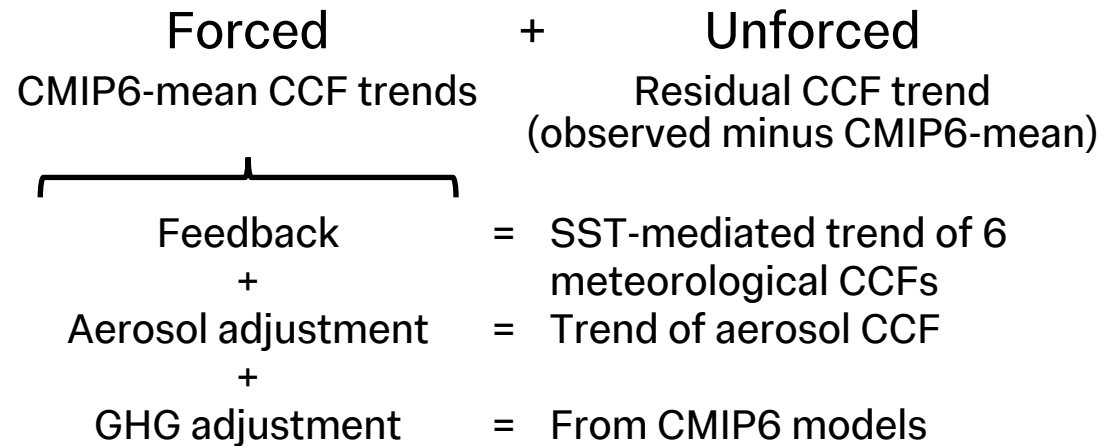 Forced + Unforced
CMIP6-mean CCF trends Residual CCF trend
(observed minus CMIP6-mean)
Feedback = SST-mediated trend of 6
+ meteorological CCFs
Aerosol adjustment = Trend of aerosol CCF
+
GHG adjustment = From CMIP6 models